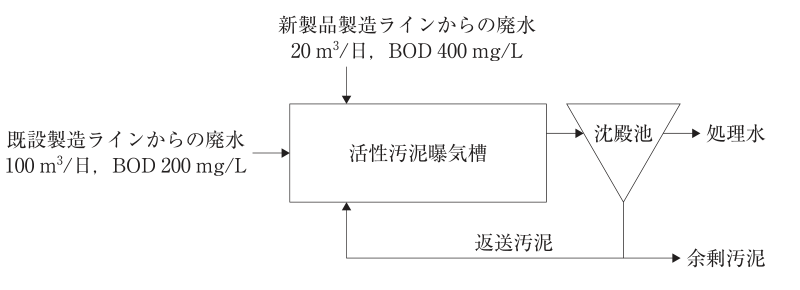 新製品製造ラインからの廃水
20 m³/日，BOD 400 mg/L
既設製造ラインからの廃水
100 m³/日，BOD 200 mg/L
活性汚泥曝気槽
沈殿池
処理水
返送汚泥
余剰汚泥